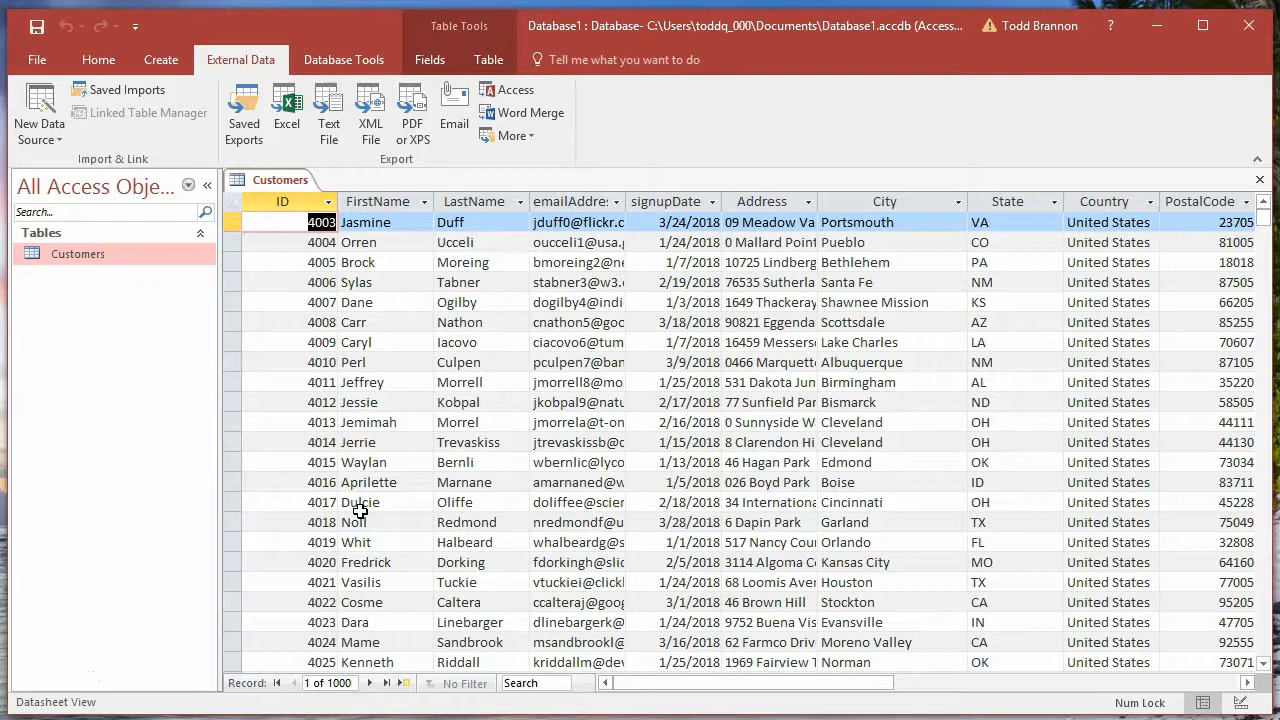 Table Tools
Database1 : Database- C:\Users\toddq_000\Documents\Database1.accdb (Access...
Todd Brannon
?
File Home Create External Data Database Tools Fields Table Tell me what you want to do
New Data Source
Saved Imports
Linked Table Manager
Saved Exports
Excel
Text File
XML File
PDF or XPS
Email
Access
Word Merge
More
Import & Link
Export
All Access Obje...
Search...
Tables
Customers
Customers
ID FirstName LastName emailAddre signupDate Address City State Country PostalCode
4003 Jasmine Duff jduff0@flickr.c 3/24/2018 09 Meadow Va Portsmouth VA United States 23705
4004 Orren Ucceli oucceli1@usa.g 1/24/2018 0 Mallard Point Pueblo CO United States 81005
4005 Brock Moreing bmoreing2@ne 1/7/2018 10725 Lindberg Bethlehem PA United States 18018
4006 Sylas Tabner stabner3@w3.c 2/19/2018 76535 Sutherla Santa Fe NM United States 87505
4007 Dane Ogilby dogilby4@indi 1/3/2018 1649 Thackeray Shawnee Mission KS United States 66205
4008 Carr Nathon cnathon5@goc 3/18/2018 90821 Eggenda Scottsdale AZ United States 85255
4009 Caryl Iacovo ciacovo6@tum 1/7/2018 16459 Messers Lake Charles LA United States 70607
4010 Perl Culpen pculpen7@ban 3/9/2018 0466 Marquett Albuquerque NM United States 87105
4011 Jeffrey Morrell jmorrell8@mo 1/25/2018 531 Dakota Jun Birmingham AL United States 35220
4012 Jessie Kobpal jkobpal9@natu 2/17/2018 77 Sunfield Par Bismarck ND United States 58505
4013 Jemimah Morrel jmorrela@t-on 2/16/2018 0 Sunnyside W Cleveland OH United States 44111
4014 Jerrie Trevaskiss jtrevaskissb@c 1/15/2018 8 Clarendon Hi Cleveland OH United States 44130
4015 Waylan Bernli wbernlic@lyco 1/13/2018 46 Hagan Park Edmond OK United States 73034
4016 Aprilette Marnane amarnaned@w 1/5/2018 026 Boyd Park Boise ID United States 83711
4017 Dulcie Oliffe doliffee@scier 2/18/2018 34 Internationa Cincinnati OH United States 45228
4018 Redmond nredmondf@u 3/28/2018 6 Dapin Park Garland TX United States 75049
4019 Whit Halbeard whalbeardg@s 1/1/2018 517 Nancy Cour Orlando FL United States 32808
4020 Fredrick Dorking fdorkingh@slic 2/5/2018 3114 Algoma C Kansas City MO United States 64160
4021 Vasilis Tuckie vtuckiei@click 1/24/2018 68 Loomis Aver Houston TX United States 77005
4022 Cosme Caltera ccalteraj@goog 3/1/2018 46 Brown Hill Stockton CA United States 95205
4023 Dara Linebarger dlinebargerk@ 1/24/2018 9752 Buena Vis Evansville IN United States 47705
4024 Mame Sandbrook msandbrookl@ 3/16/2018 62 Farmco Driv Moreno Valley CA United States 92555
4025 Kenneth Riddall kriddallm@dev 1/25/2018 1969 Fairview T Norman OK United States 73071
Record: 1 of 1000 No Filter Search
Datasheet View Num Lock